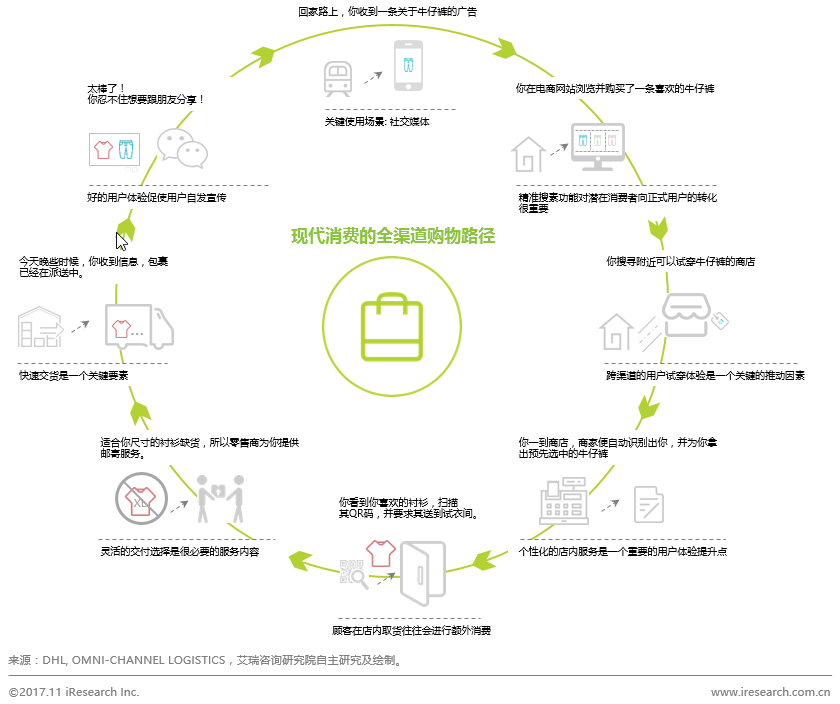 回家路上，你收到一条关于牛仔裤的广告
关键使用场景: 社交媒体
你在电商网站浏览并购买了一条喜欢的牛仔裤
精准搜素功能对潜在消费者向正式用户的转化
很重要
你搜寻附近可以试穿牛仔裤的商店
跨渠道的用户试穿体验是一个关键的推动因素
你一到商店，商家便自动识别出你，并为你拿
出预先选中的牛仔裤
个性化的店内服务是一个重要的用户体验提升点
你看到你喜欢的衬衫，扫描
其QR码，并要求其送到试衣间。
顾客在店内取货往往会进行额外消费
适合你尺寸的衬衫缺货，所以零售商为你提供
邮寄服务。
XL
灵活的交付选择是很必要的服务内容
今天晚些时候，你收到信息，包裹
已经在派送中。
快速交货是一个关键要素
太棒了！
你忍不住想要跟朋友分享！
好的用户体验促使用户自发宣传
现代消费的全渠道购物路径
来源：DHL, OMNI-CHANNEL LOGISTICS，艾瑞咨询研究院自主研究及绘制。
©2017.11 iResearch Inc.
www.iresearch.com.cn